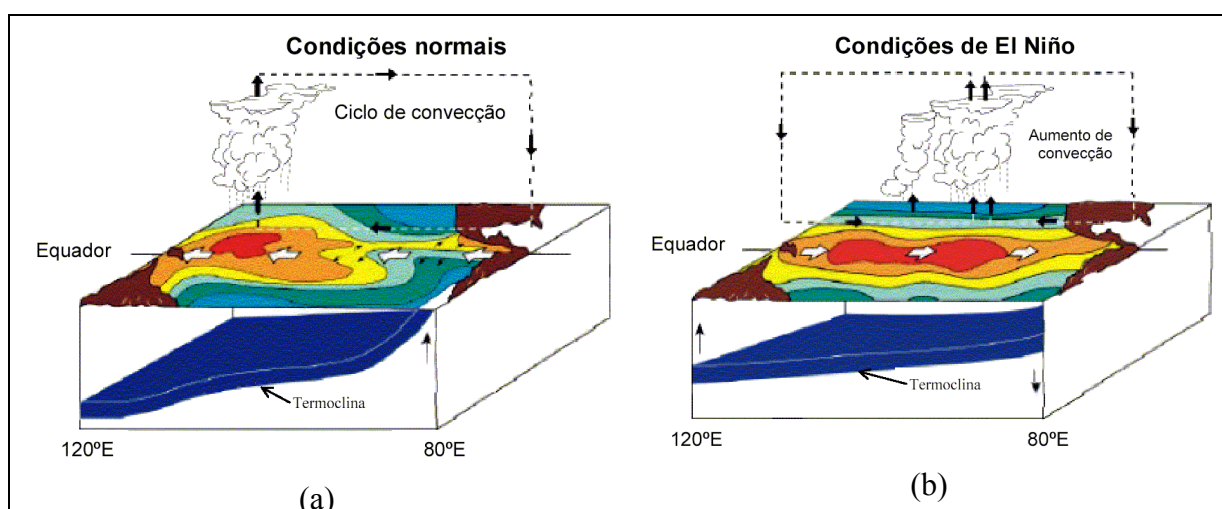 Condições normais
Ciclo de convecção
Equador
Termoclina
120ºE
80ºE
(a)
Condições de El Niño
Aumento de
convecção
Equador
Termoclina
120ºE
80ºE
(b)